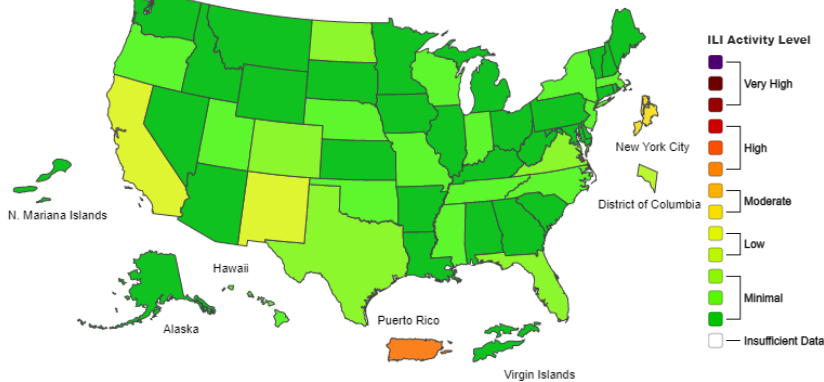 ILI Activity Level
Very High
High
Moderate
Low
Minimal
Insufficient Data
New York City
District of Columbia
N. Mariana Islands
Hawaii
Alaska
Puerto Rico
Virgin Islands